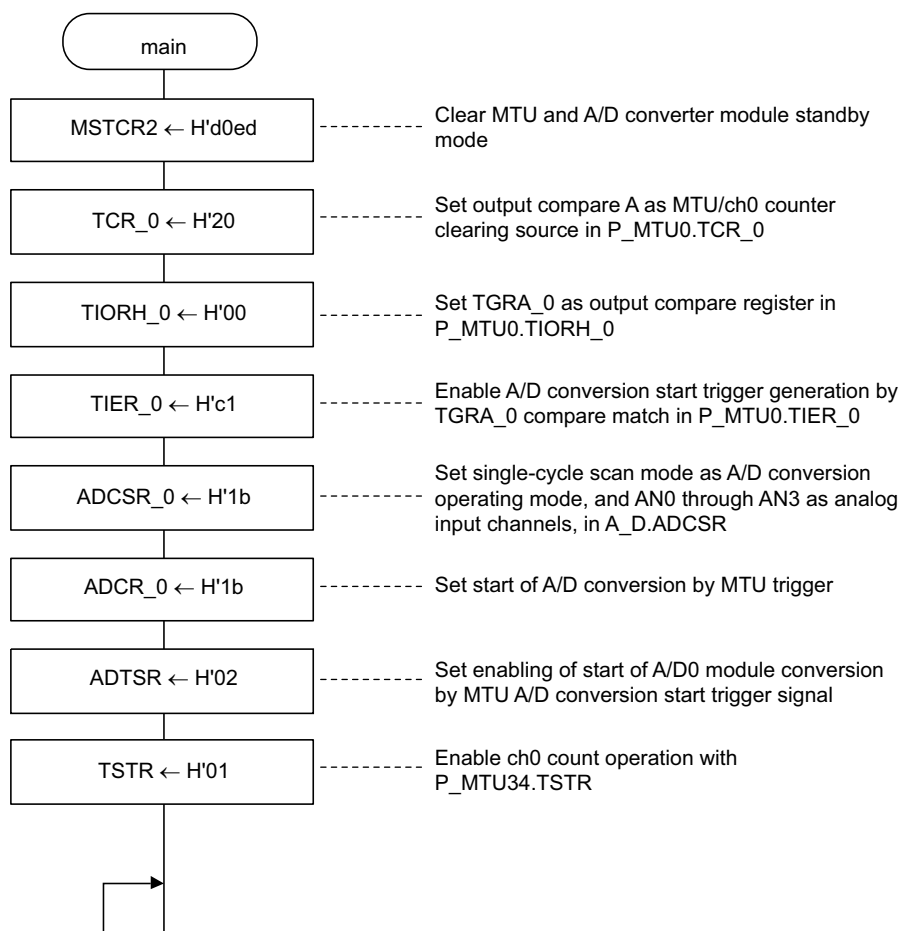 main
MSTCR2 ← H'd0ed
Clear MTU and A/D converter module standby
mode
TCR_0 ← H'20
Set output compare A as MTU/ch0 counter
clearing source in P_MTU0.TCR_0
TIORH_0 ← H'00
Set TGRA_0 as output compare register in
P_MTU0.TIORH_0
TIER_0 ← H'c1
Enable A/D conversion start trigger generation by
TGRA_0 compare match in P_MTU0.TIER_0
ADCSR_0 ← H'1b
Set single-cycle scan mode as A/D conversion
operating mode, and AN0 through AN3 as analog
input channels, in A_D.ADCSR
ADCR_0 ← H'1b
Set start of A/D conversion by MTU trigger
ADTSR ← H'02
Set enabling of start of A/D0 module conversion
by MTU A/D conversion start trigger signal
TSTR ← H'01
Enable ch0 count operation with
P_MTU34.TSTR